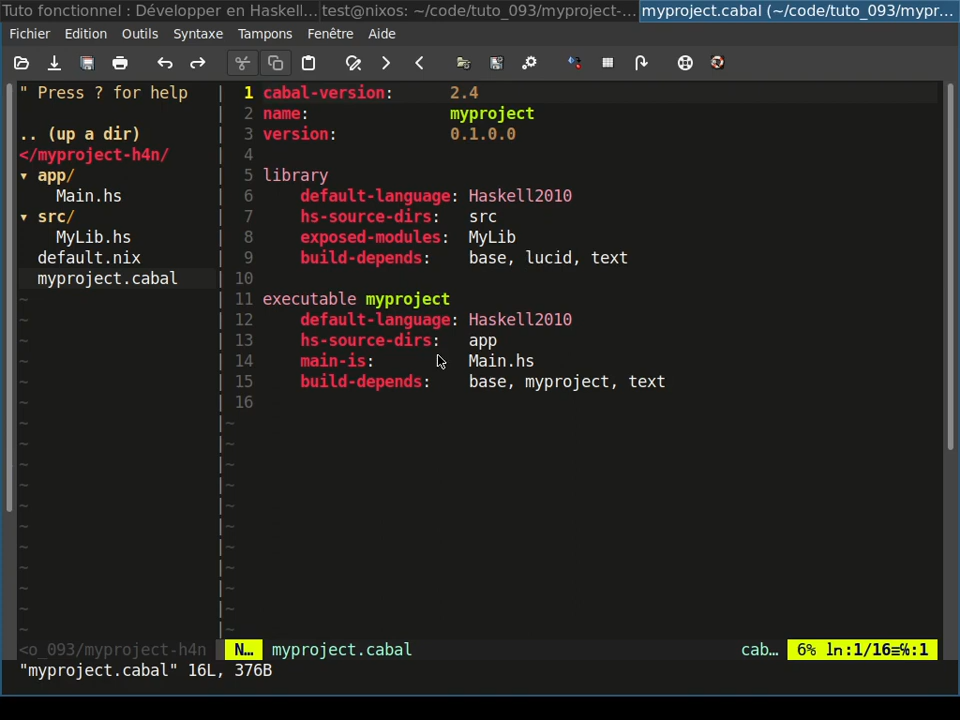 Tuto fonctionnel : Développer en Haskell... test@nixos: ~/code/tuto_093/myproject-... myproject.cabal (~/code/tuto_093/mypr...
Fichier Edition Outils Syntaxe Tampons Fenêtre Aide
" Press ? for help
.. (up a dir)
</myproject-h4n/
▾ app/
Main.hs
▾ src/
MyLib.hs
default.nix
myproject.cabal
1 cabal-version: 2.4
2 name: myproject
3 version: 0.1.0.0
4
5 library
6 default-language: Haskell2010
7 hs-source-dirs: src
8 exposed-modules: MyLib
9 build-depends: base, lucid, text
10
11 executable myproject
12 default-language: Haskell2010
13 hs-source-dirs: app
14 main-is: Main.hs
15 build-depends: base, myproject, text
16
<o_093/myproject-h4n N… myproject.cabal cab… 6% ㏑:1/16≡℅:1
"myproject.cabal" 16L, 376B